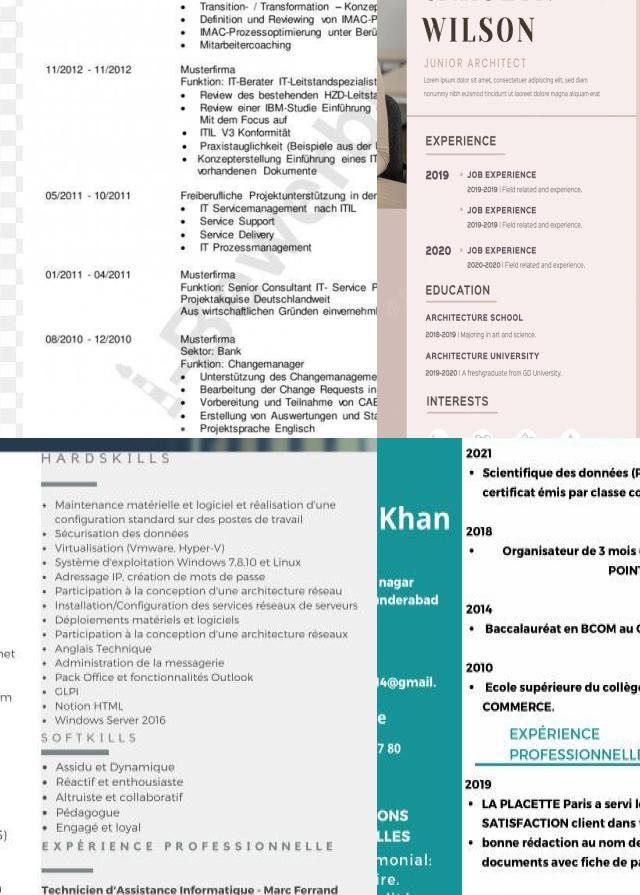 Transition- / Transformation – Konzep
Definition und Reviewing von IMAC-P
IMAC-Prozessoptimierung unter Berü
Mitarbeitercoaching
11/2012 - 11/2012
Musterfirma
Funktion: IT-Berater IT-Leitstandspezialist
Review des bestehenden HZD-Leitsta
Review einer IBM-Studie Einführung
Mit dem Fokus auf
ITIL V3 Konformität
Praxistauglichkeit (Beispiele aus der I
Konzepterstellung Einführung eines IT
vorhandenen Dokumente
05/2011 - 10/2011
Freiberufliche Projektunterstützung in der
IT Servicemanagement nach ITIL
Service Support
Service Delivery
IT Prozessmanagement
01/2011 - 04/2011
Musterfirma
Funktion: Senior Consultant IT- Service P
Projektakquise Deutschlandweit
Aus wirtschaftlichen Gründen einvernehml
08/2010 - 12/2010
Musterfirma
Sektor: Bank
Funktion: Changemanager
Unterstützung des Changemanageme
Bearbeitung der Change Requests in
Vorbereitung und Teilnahme von CAE
Erstellung von Auswertungen und Sta
Projektsprache Englisch
WILSON
JUNIOR ARCHITECT
Lorem ipsum dolor sit amet, consectetuer adipiscing elit, sed diam
nonummy nibh euismod tincidunt ut laoreet dolore magna aliquam erat
EXPERIENCE
2019 JOB EXPERIENCE
2019-2019 | Field related and experience.
JOB EXPERIENCE
2019-2019 | Field related and experience.
2020 JOB EXPERIENCE
2020-2020 | Field related and experience.
EDUCATION
ARCHITECTURE SCHOOL
2018-2019 | Majoring in art and science.
ARCHITECTURE UNIVERSITY
2019-2020 | A freshgraduate from GD University.
INTERESTS
HARDSKILLS
Maintenance matérielle et logiciel et réalisation d'une
configuration standard sur des postes de travail
Sécurisation des données
Virtualisation (Vmware, Hyper-V)
Système d'exploitation Windows 7,8,10 et Linux
Adressage IP, création de mots de passe
Participation à la conception d'une architecture réseau
Installation/Configuration des services réseaux de serveurs
Déploiements matériels et logiciels
Participation à la conception d'une architecture réseaux
Anglais Technique
Administration de la messagerie
Pack Office et fonctionnalités Outlook
GLPI
Notion HTML
Windows Server 2016
SOFTKILLS
Assidu et Dynamique
Réactif et enthousiaste
Altruiste et collaboratif
Pédagogue
Engagé et loyal
EXPÉRIENCE PROFESSIONNELLE
Technicien d'Assistance Informatique - Marc Ferrand
Khan
nagar
underabad
4@gmail.
e
7 80
ONS
LLES
monial:
ire.
2021
Scientifique des données (P
certificat émis par classe co
2018
Organisateur de 3 mois
POINT
2014
Baccalauréat en BCOM au
2010
Ecole supérieure du collège
COMMERCE.
EXPÉRIENCE
PROFESSIONNELLE
2019
LA PLACETTE Paris a servi l
SATISFACTION client dans
bonne rédaction au nom de
documents avec fiche de pa